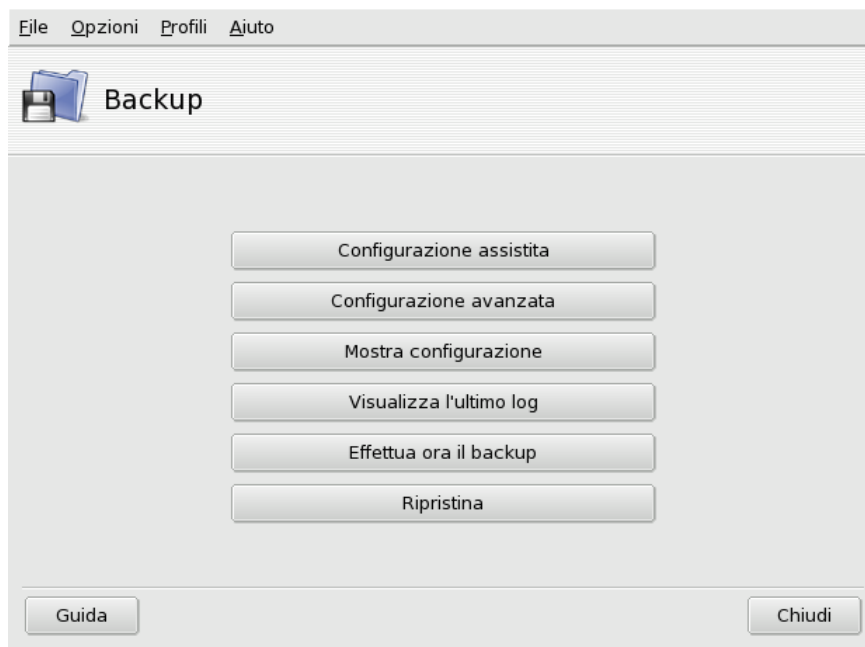 File Opzioni Profili Aiuto
Backup
Configurazione assistita
Configurazione avanzata
Mostra configurazione
Visualizza l'ultimo log
Effettua ora il backup
Ripristina
Guida Chiudi